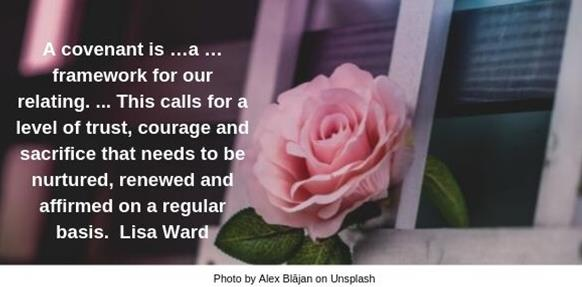 A covenant is …a …
framework for our
relating. ... This calls for a
level of trust, courage and
sacrifice that needs to be
nurtured, renewed and
affirmed on a regular
basis.  Lisa Ward
Photo by Alex Blăjan on Unsplash